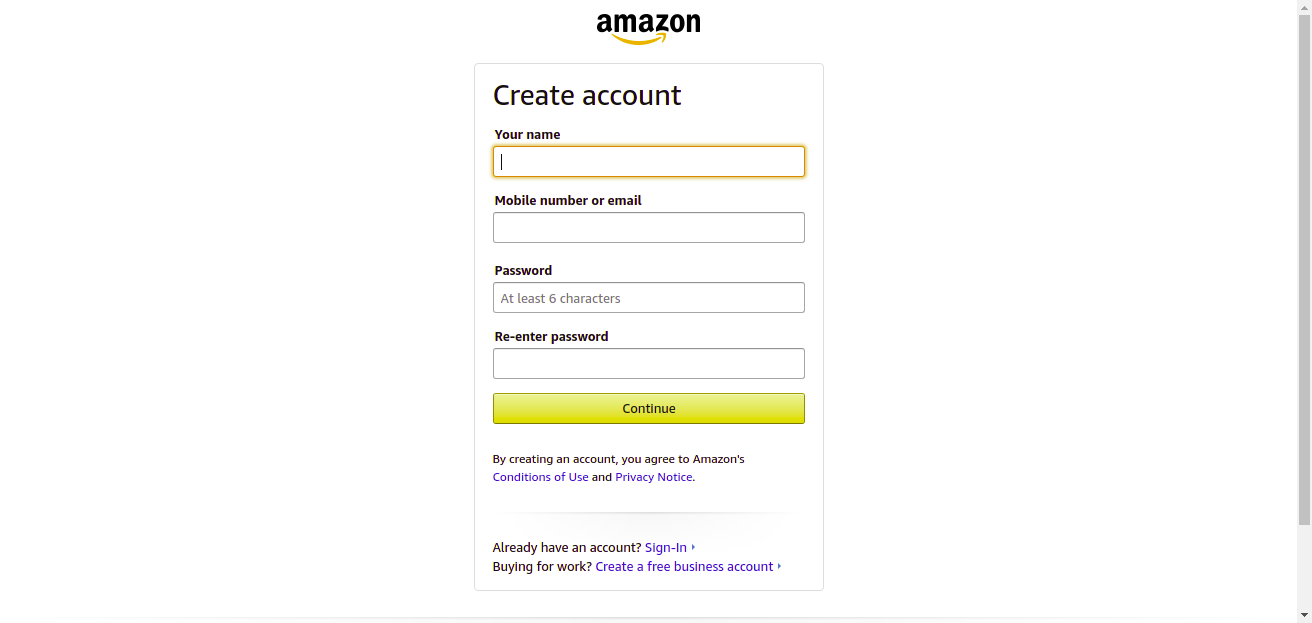 amazon
Create account
Your name
Mobile number or email
Password
At least 6 characters
Re-enter password
Continue
By creating an account, you agree to Amazon's
Conditions of Use and Privacy Notice.
Already have an account? Sign-In
Buying for work? Create a free business account